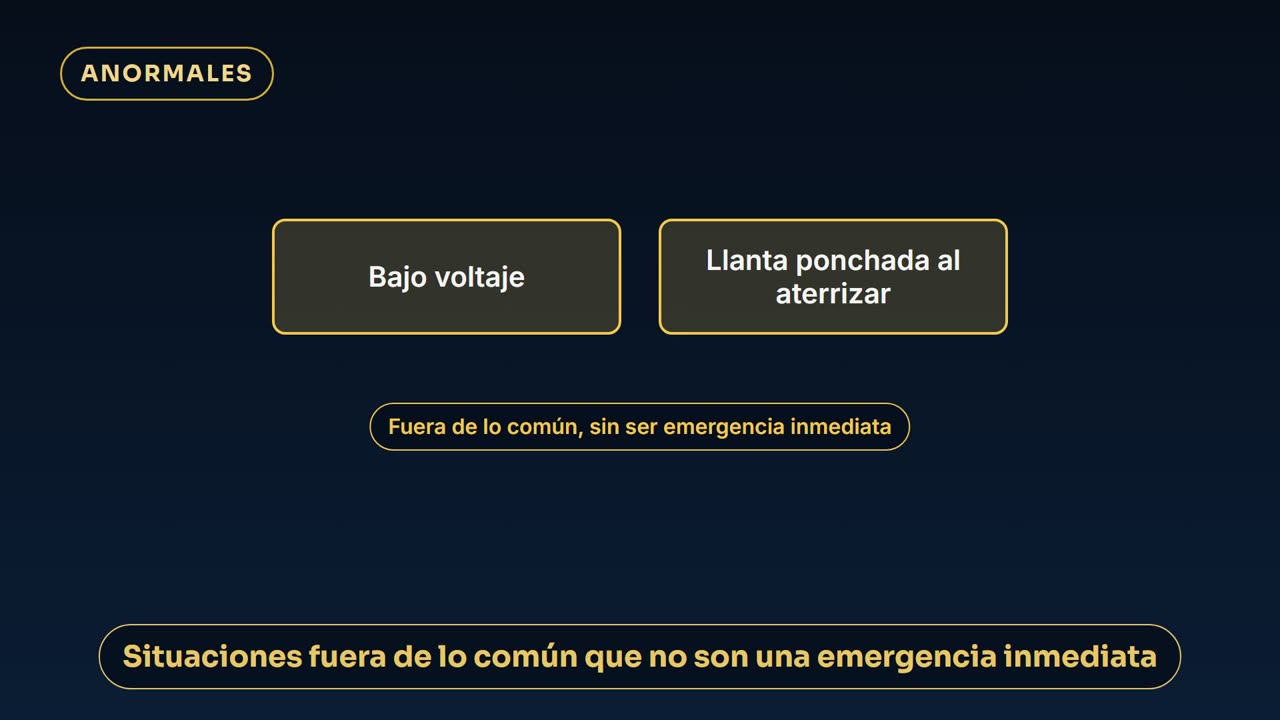 ANORMALES
Bajo voltaje
Llanta ponchada al
aterrizar
Fuera de lo común, sin ser emergencia inmediata
Situaciones fuera de lo común que no son una emergencia inmediata